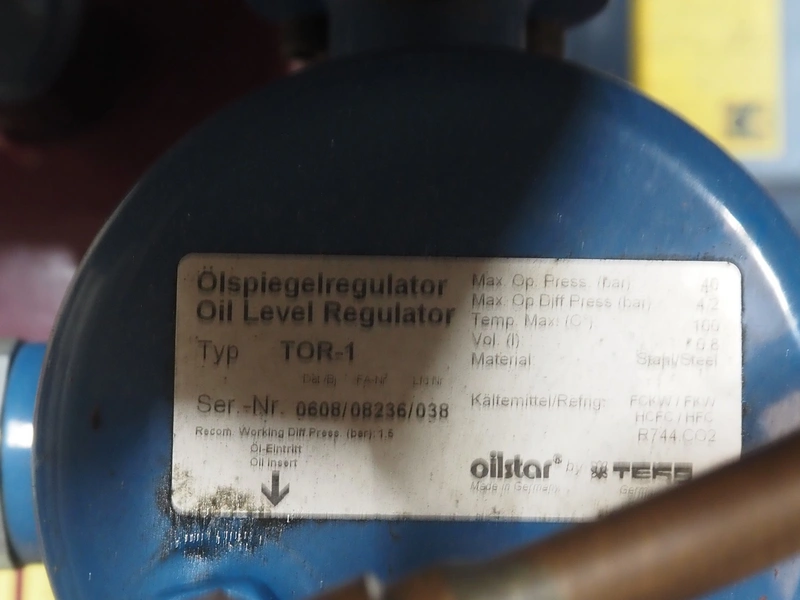 Ölspiegelregulator
Oil Level Regulator
Typ TOR-1
Ser.-Nr. 0608/08236/038
Recom. Working Diff Press. (bar): 1.5
Öl-Eintritt
Oil insert
Max. Op. Press. (bar) 40
Max. Op Diff Press (bar) 4.2
Temp. Max. (C°) 100
Vol. (l) 0.8
Material Stahl/Steel
Kältemittel/Refrig: FCKW / FKW
HCFC / HFC
R744 CO2
oilstar® by
Made in Germany